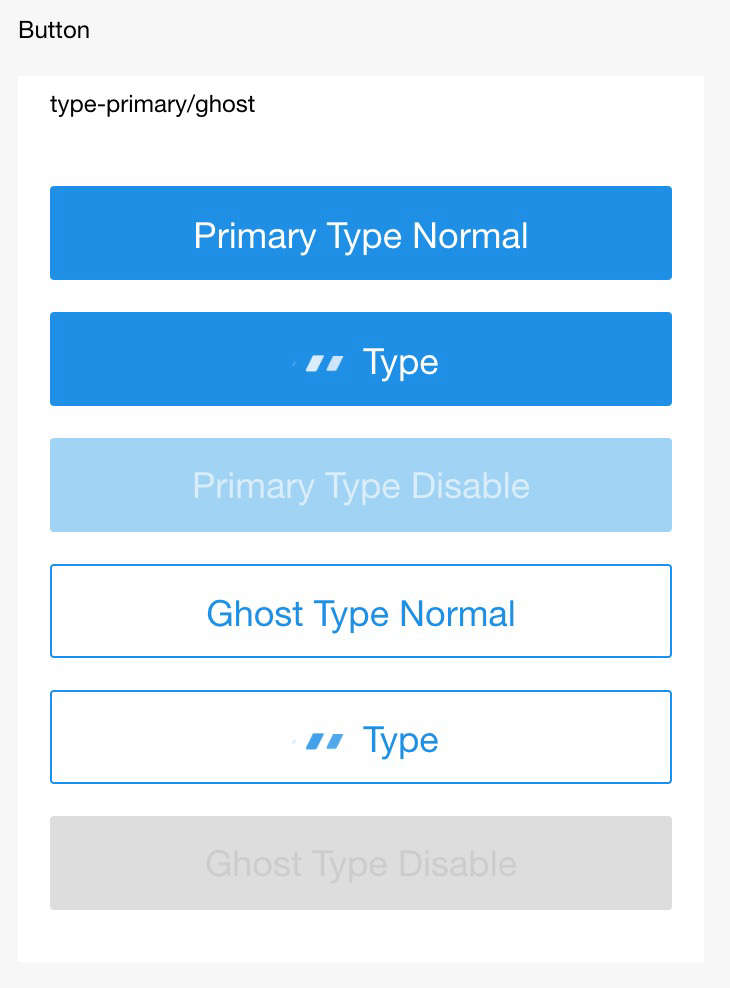 Button
type-primary/ghost
Primary Type Normal
Type
Primary Type Disable
Ghost Type Normal
Type
Ghost Type Disable